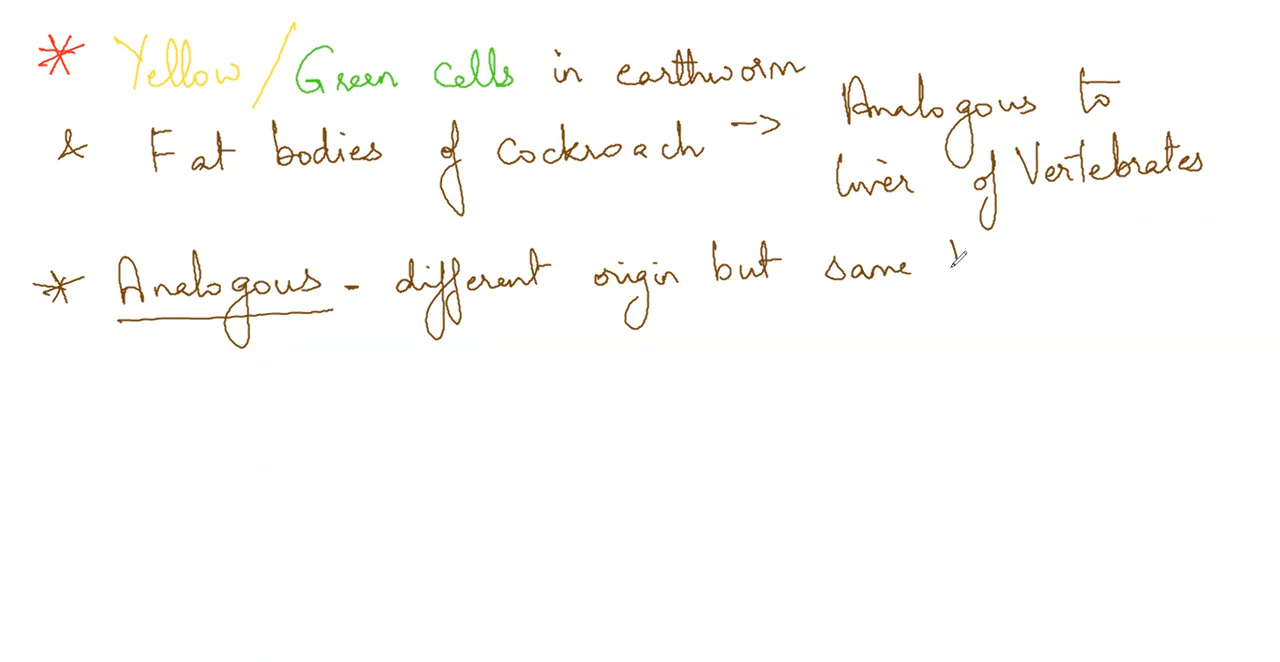 * Yellow/Green cells in earthworm
& Fat bodies of cockroach -> Analogous to
liver of Vertebrates
* Analogous - different origin but same